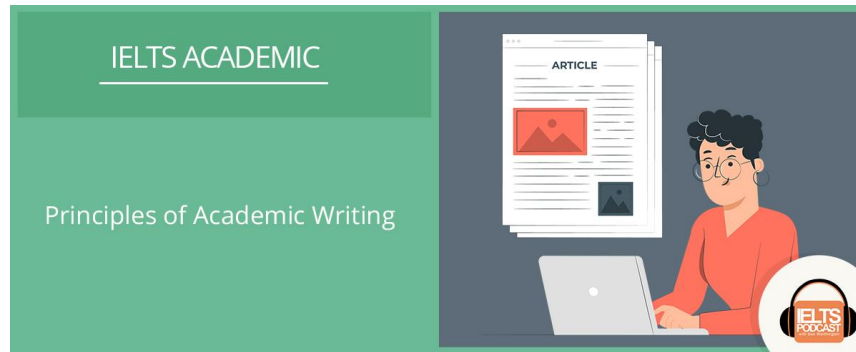 IELTS ACADEMIC
Principles of Academic Writing
ARTICLE
IELTS
PODCAST